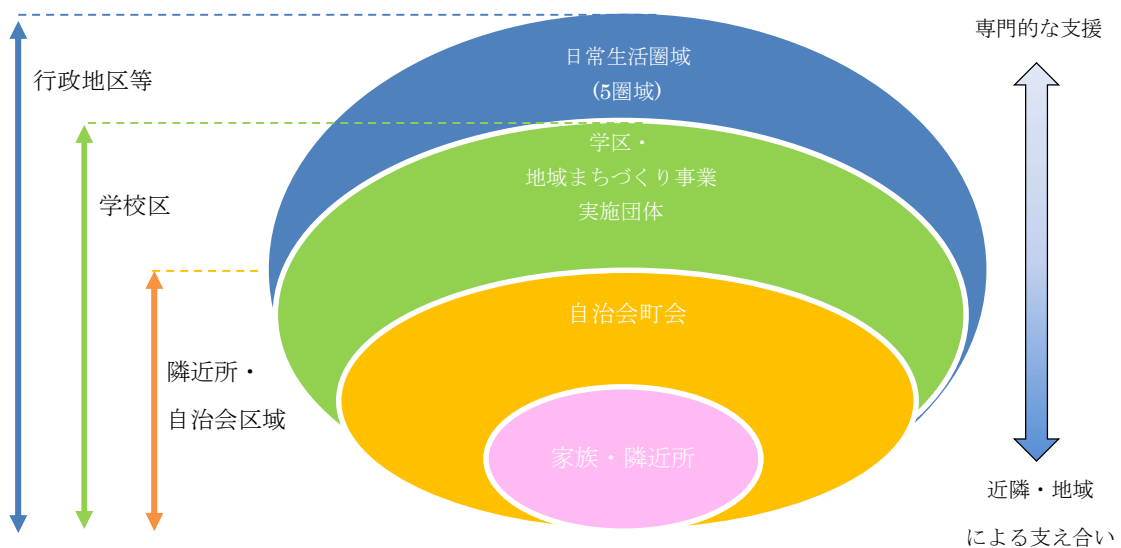 専門的な支援
日常生活圏域
(5圏域)
行政地区等
学区・
地域まちづくり事業
実施団体
学校区
自治会町会
隣近所・
自治会区域
家族・隣近所
近隣・地域
による支え合い